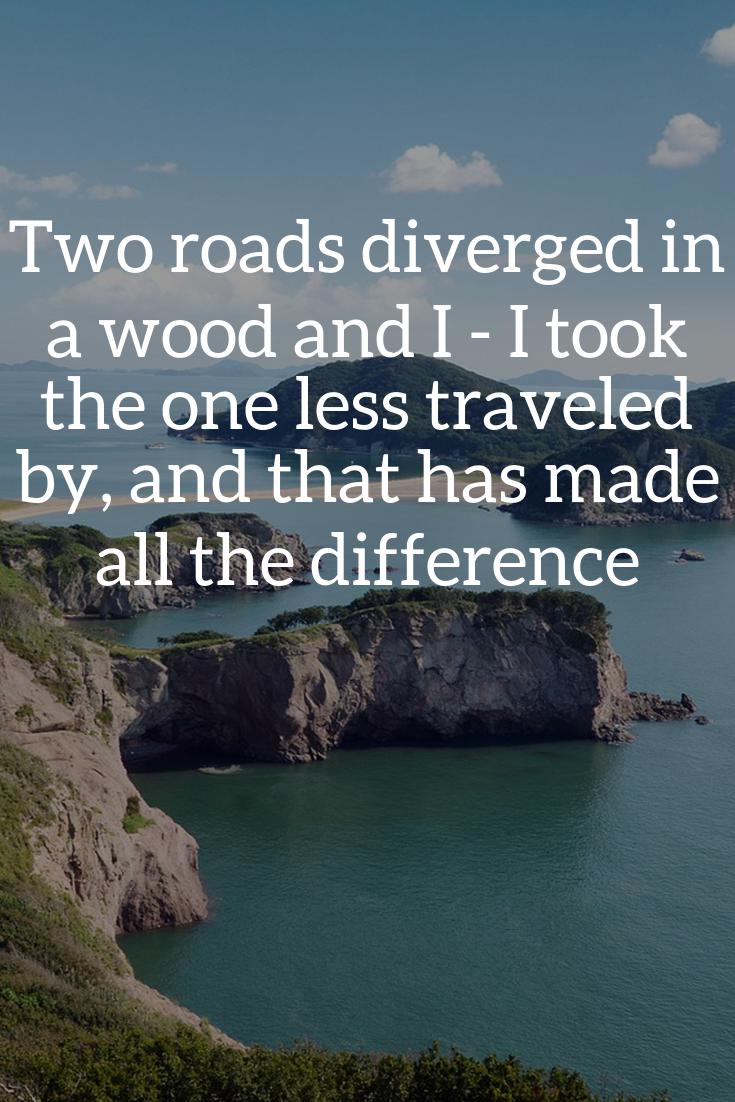 Two roads diverged in
a wood and I - I took
the one less traveled
by, and that has made
all the difference